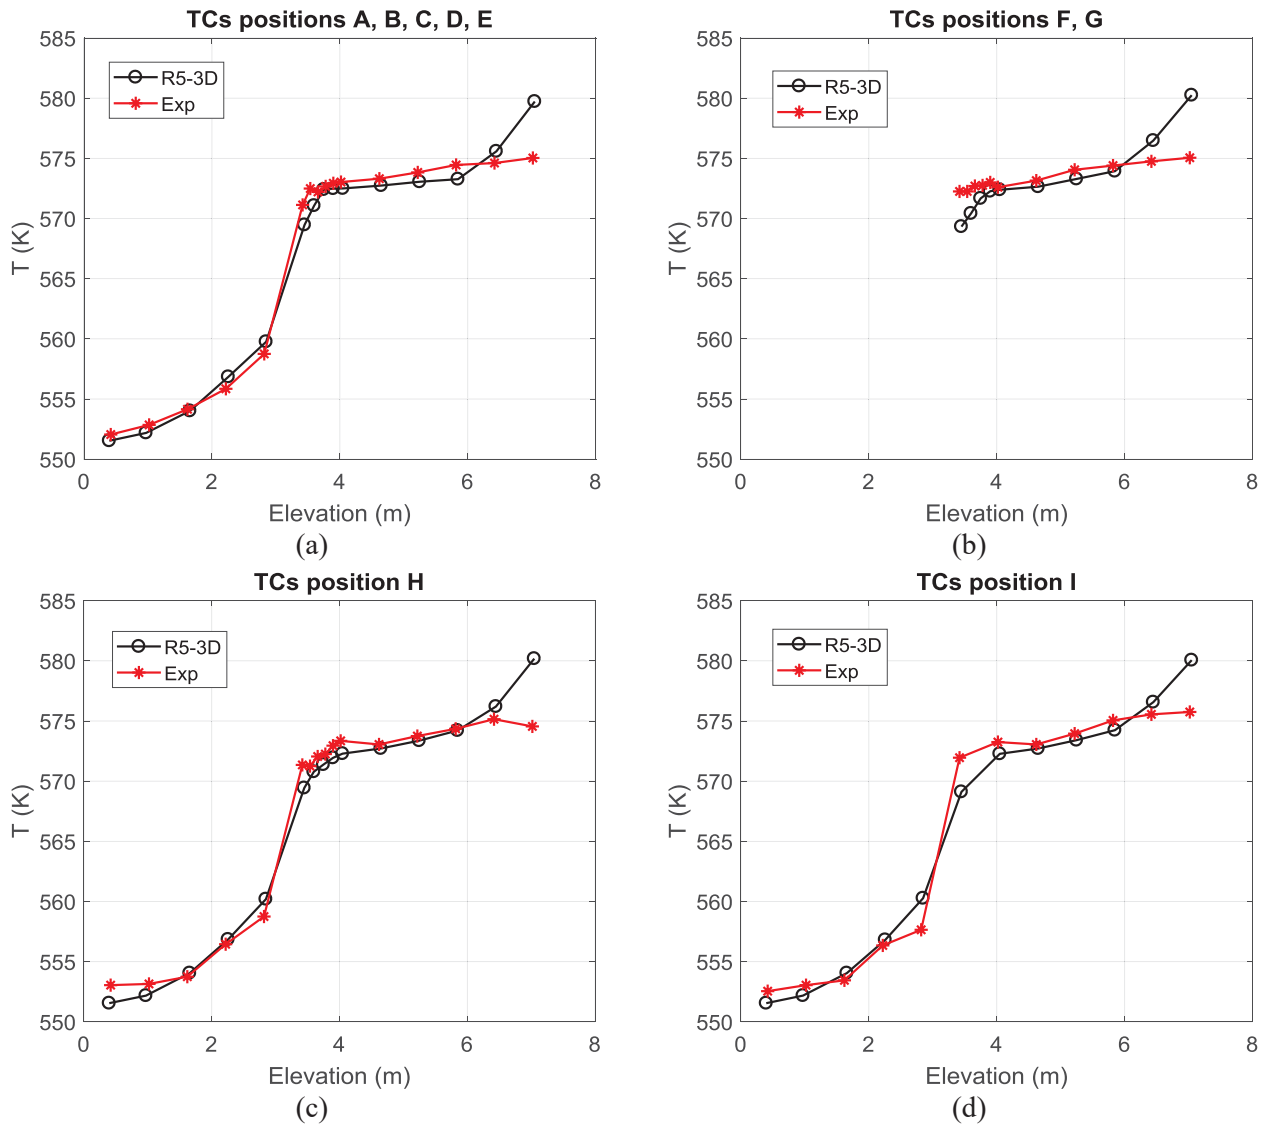 TCs positions A, B, C, D, E
585
580
575
570
565
560
555
550
T (K)
R5-3D
Exp
0 2 4 6 8
Elevation (m)
(a)
TCs positions F, G
585
580
575
570
565
560
555
550
T (K)
R5-3D
Exp
0 2 4 6 8
Elevation (m)
(b)
TCs position H
585
580
575
570
565
560
555
550
T (K)
R5-3D
Exp
0 2 4 6 8
Elevation (m)
(c)
TCs position I
585
580
575
570
565
560
555
550
T (K)
R5-3D
Exp
0 2 4 6 8
Elevation (m)
(d)